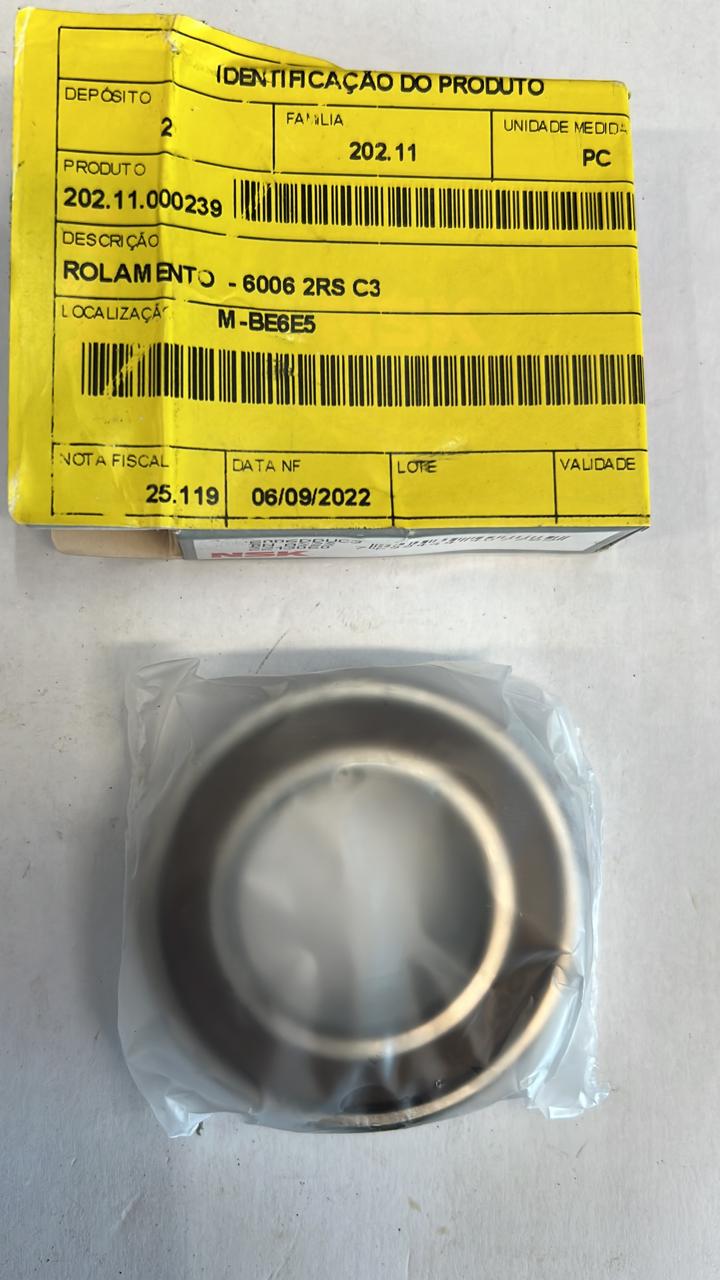 IDENTIFICAÇÃO DO PRODUTO
DEPÓSITO
2
FAMILIA
202.11
UNIDADE MEDIDA
PC
PRODUTO
202.11.000239
DESCRIÇÃO
ROLAMENTO - 6006 2RS C3
LOCALIZAÇÃ
M-BE6E5
NOTA FISCAL
25.119
DATA NF
06/09/2022
LOTE
VALIDADE
NSK